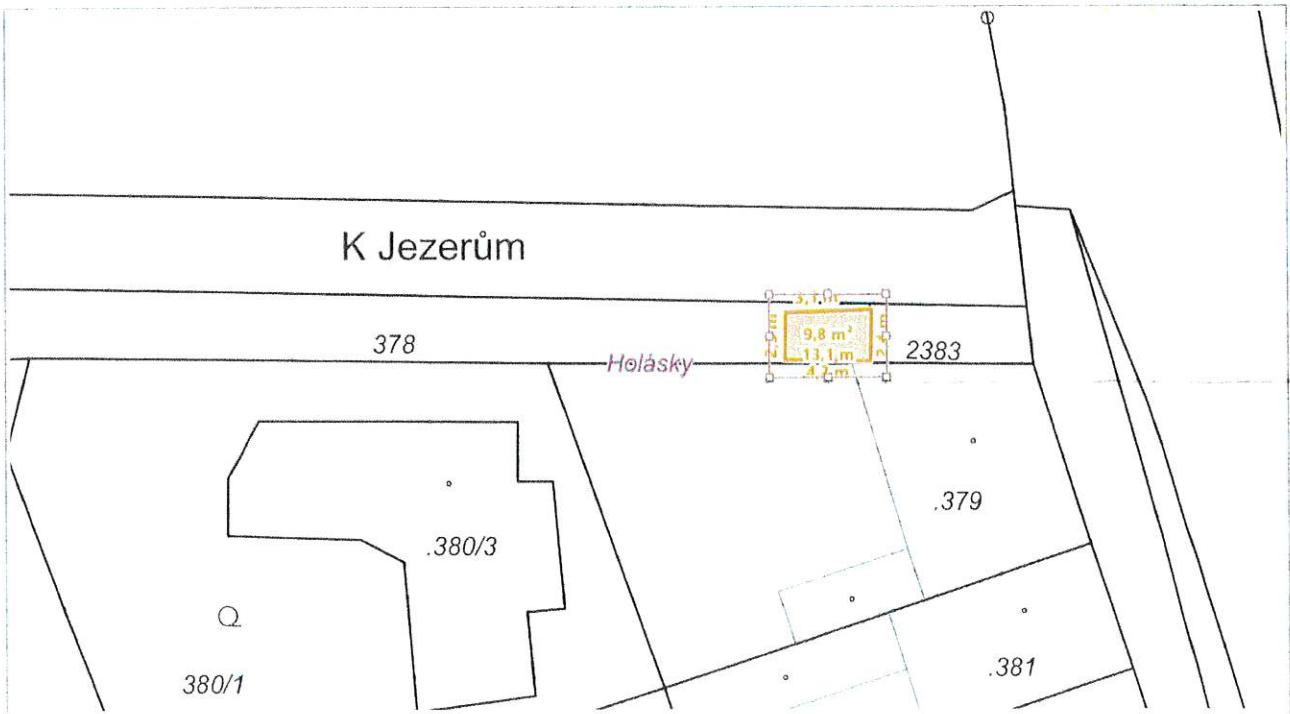 K Jezerům
378
Holásky
9,8 m²
13,1 m
4,2 m
2383
.379
.380/3
.381
380/1